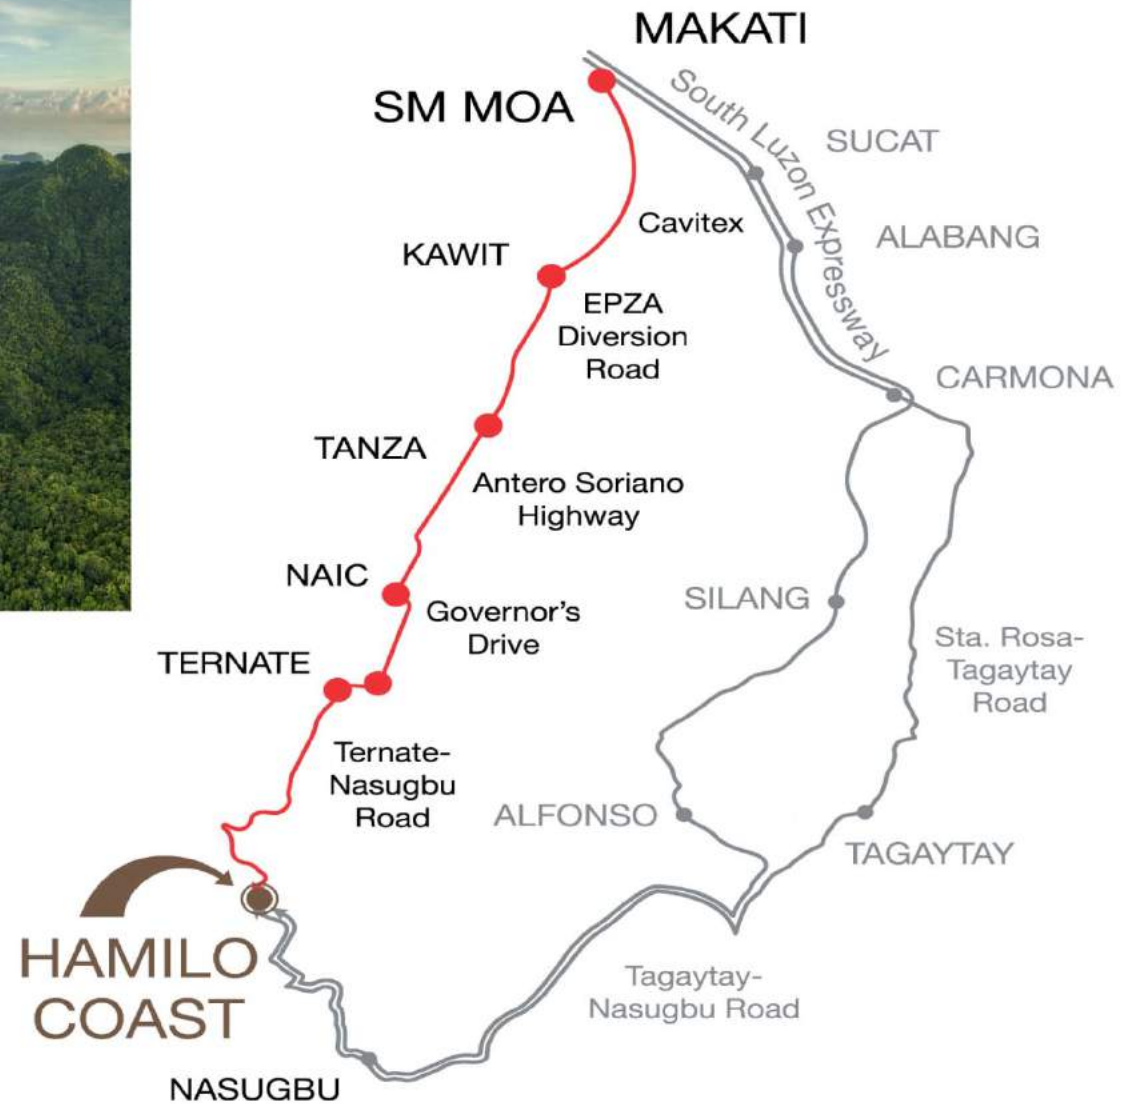 MAKATI
SM MOA
South Luzon Expressway
SUCAT
Cavitex
ALABANG
KAWIT
EPZA
Diversion
Road
CARMONA
TANZA
Antero Soriano
Highway
NAIC
SILANG
Governor's
Drive
Sta. Rosa-
Tagaytay
Road
TERNATE
Ternate-
Nasugbu
Road
ALFONSO
TAGAYTAY
HAMILO
COAST
Tagaytay-
Nasugbu Road
NASUGBU